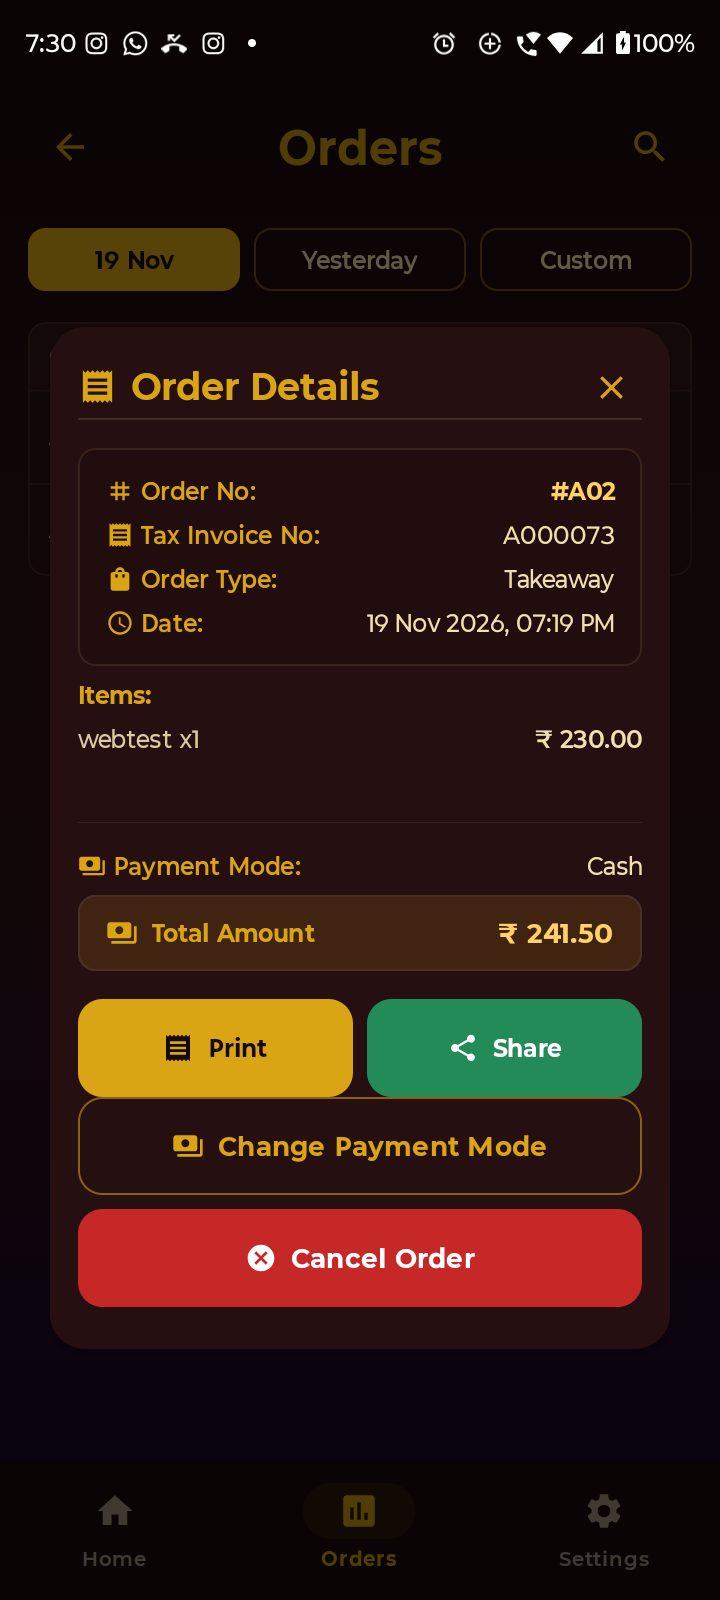 7:30 100%
Orders
19 Nov Yesterday Custom
Order Details
Order No: #A02
Tax Invoice No: A000073
Order Type: Takeaway
Date: 19 Nov 2026, 07:19 PM
Items:
webtest x1 ₹ 230.00
Payment Mode: Cash
Total Amount ₹ 241.50
Print Share
Change Payment Mode
Cancel Order
Home Orders Settings